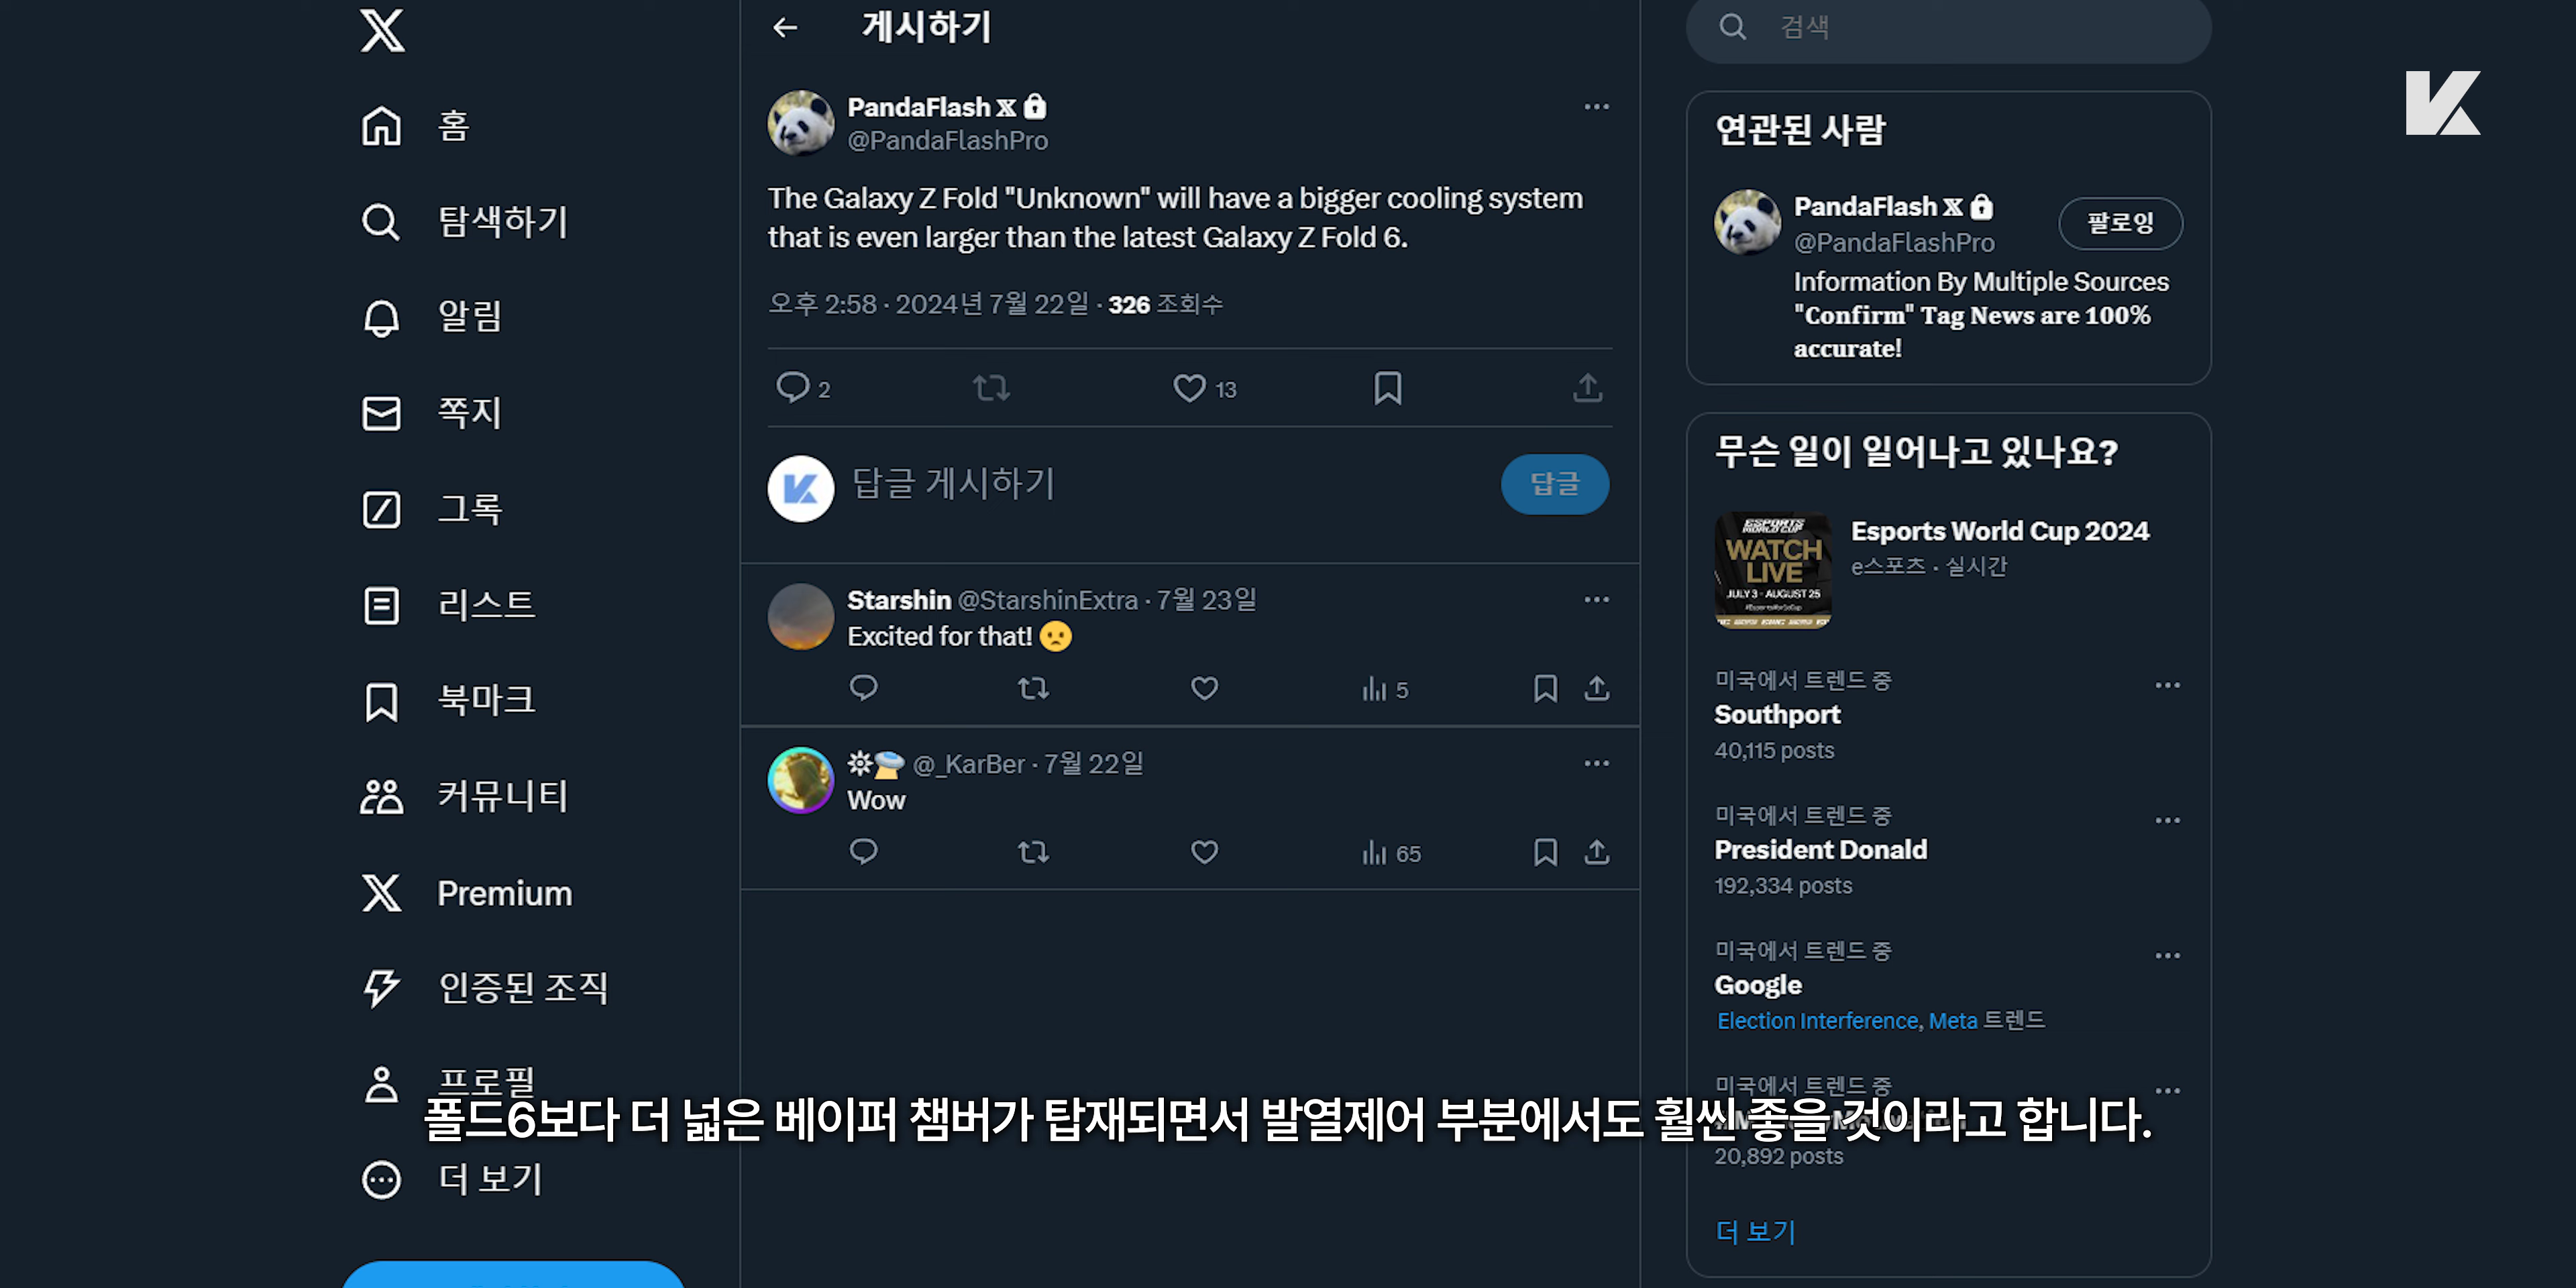 홈
탐색하기
알림
쪽지
그록
리스트
북마크
커뮤니티
Premium
인증된 조직
프로필
더 보기
게시하기
PandaFlash X
@PandaFlashPro
The Galaxy Z Fold "Unknown" will have a bigger cooling system
that is even larger than the latest Galaxy Z Fold 6.
오후 2:58 · 2024년 7월 22일 · 326 조회수
2
13
답글 게시하기
답글
Starshin @StarshinExtra · 7월 23일
Excited for that! 🙁
5
@_KarBer · 7월 22일
Wow
65
검색
연관된 사람
PandaFlash X
@PandaFlashPro
팔로잉
Information By Multiple Sources
"Confirm" Tag News are 100%
accurate!
무슨 일이 일어나고 있나요?
ESPORTS
WORLD CUP
WATCH
LIVE
JULY 3 - AUGUST 25
Esports World Cup 2024
e스포츠 · 실시간
미국에서 트렌드 중
Southport
40,115 posts
미국에서 트렌드 중
President Donald
192,334 posts
미국에서 트렌드 중
Google
Election Interference, Meta 트렌드
미국에서 트렌드 중
20,892 posts
더 보기
폴드6보다 더 넓은 베이퍼 챔버가 탑재되면서 발열제어 부분에서도 훨씬 좋을 것이라고 합니다.